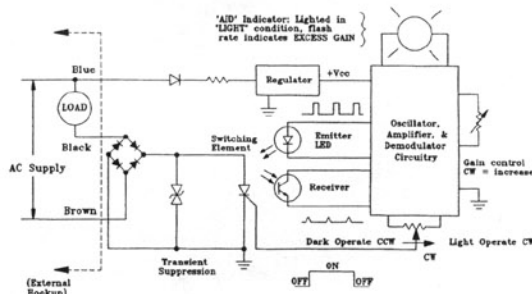 'AID' Indicator: Lighted in
"LIGHT" condition, flash
rate indicates EXCESS GAIN
Blue
Regulator
+Vcc
LOAD
Black
Switching
Element
Emitter
LED
Oscillator,
Amplifier, &
Demodulator
Circuitry
AC Supply
Receiver
Gain control
CW = increase
Brown
Transient
Suppression
Dark Operate CCW
Light Operate CW
CW
(External
Hookup)
OFF
ON
OFF